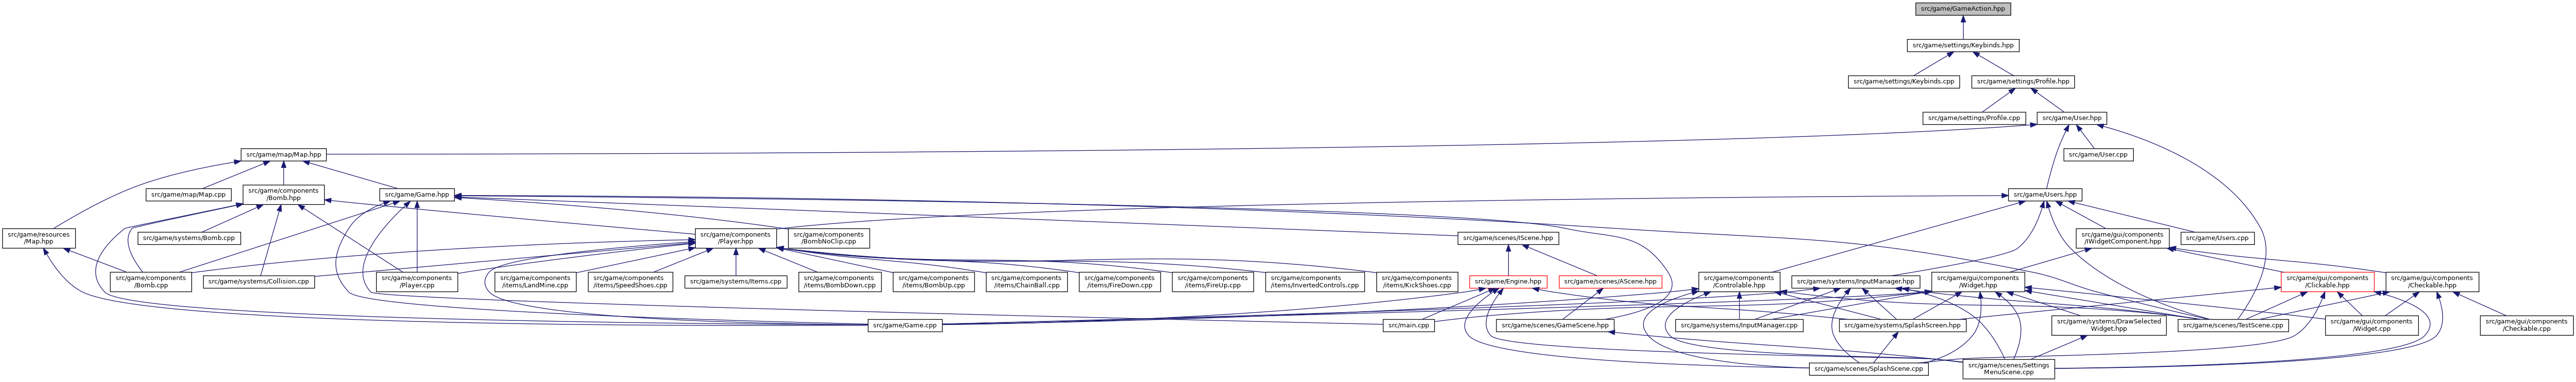 src/game/GameAction.hpp
src/game/settings/Keybinds.hpp
src/game/settings/Keybinds.cpp
src/game/settings/Profile.hpp
src/game/settings/Profile.cpp
src/game/User.hpp
src/game/map/Map.hpp
src/game/User.cpp
src/game/map/Map.cpp
src/game/components
/Bomb.hpp
src/game/Game.hpp
src/game/Users.hpp
src/game/resources
/Map.hpp
src/game/systems/Bomb.cpp
src/game/components
/Player.hpp
src/game/components
/BombNoClip.cpp
src/game/scenes/IScene.hpp
src/game/gui/components
/IWidgetComponent.hpp
src/game/Users.cpp
src/game/components
/Bomb.cpp
src/game/systems/Collision.cpp
src/game/components
/Player.cpp
src/game/components
/items/LandMine.cpp
src/game/components
/items/SpeedShoes.cpp
src/game/systems/Items.cpp
src/game/components
/items/BombDown.cpp
src/game/components
/items/BombUp.cpp
src/game/components
/items/ChainBall.cpp
src/game/components
/items/FireDown.cpp
src/game/components
/items/FireUp.cpp
src/game/components
/items/InvertedControls.cpp
src/game/components
/items/KickShoes.cpp
src/game/Engine.hpp
src/game/scenes/AScene.hpp
src/game/components
/Controlable.hpp
src/game/systems/InputManager.hpp
src/game/gui/components
/Widget.hpp
src/game/gui/components
/Clickable.hpp
src/game/gui/components
/Checkable.hpp
src/game/Game.cpp
src/main.cpp
src/game/scenes/GameScene.hpp
src/game/systems/InputManager.cpp
src/game/systems/SplashScreen.hpp
src/game/systems/DrawSelected
Widget.hpp
src/game/scenes/TestScene.cpp
src/game/gui/components
/Widget.cpp
src/game/gui/components
/Checkable.cpp
src/game/scenes/SplashScene.cpp
src/game/scenes/Settings
MenuScene.cpp